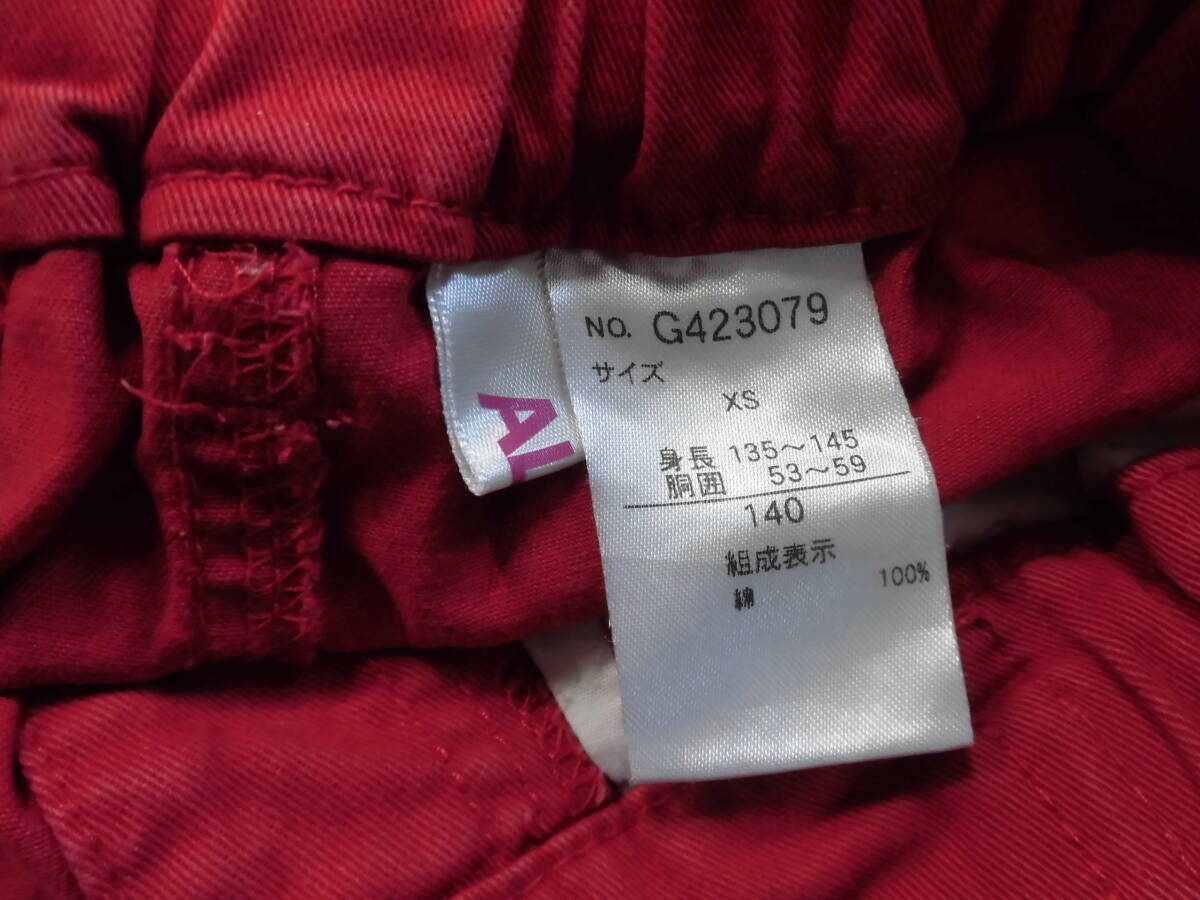 NO. G423079
サイズ
XS
身長 135〜145
胴囲 53〜59
140
組成表示
綿 100%